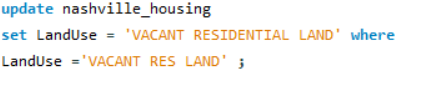 update nashville_housing
set LandUse = 'VACANT RESIDENTIAL LAND' where
LandUse ='VACANT RES LAND' ;